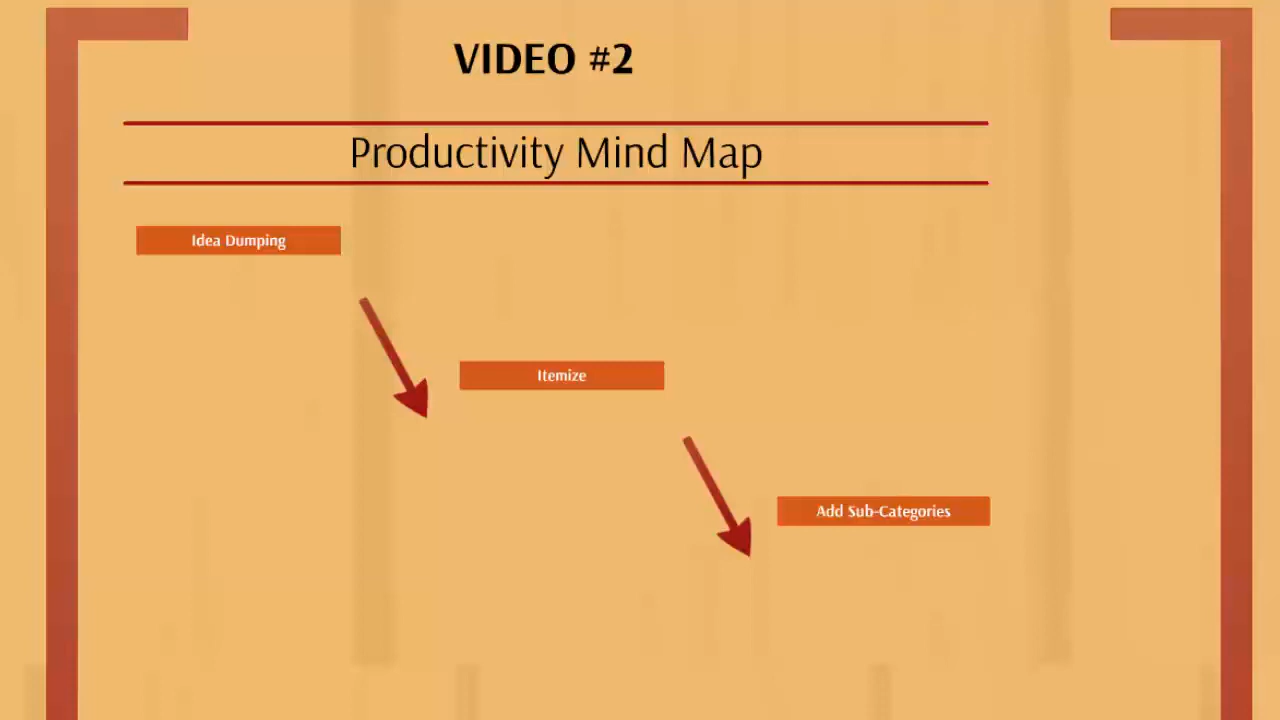 VIDEO #2
Productivity Mind Map
Idea Dumping
Itemize
Add Sub-Categories